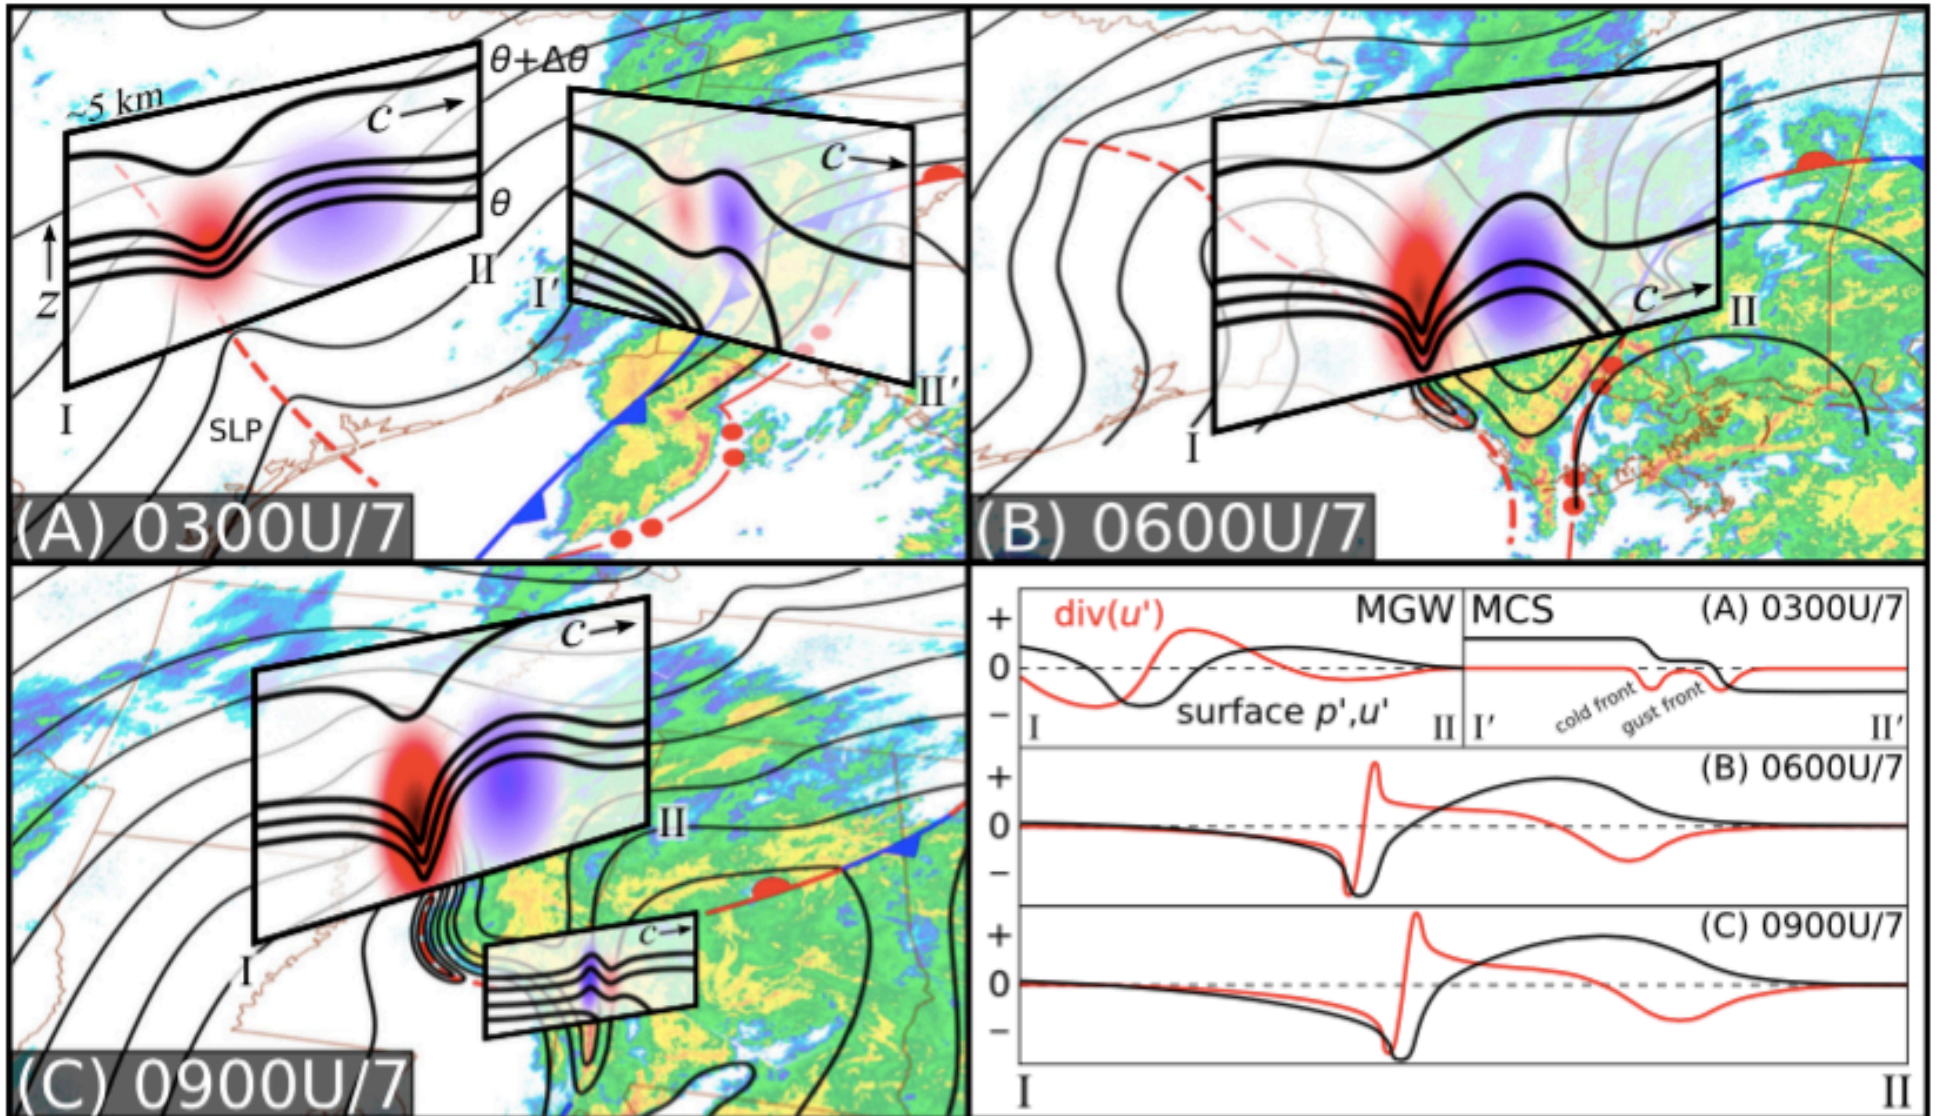 θ+Δθ
~5 km
c→
c→
θ
z
II
I'
I
SLP
II'
(A) 0300U/7
c→
II
I
(B) 0600U/7
c→
II
I
c→
(C) 0900U/7
+
0
−
div(u')
MGW
MCS
(A) 0300U/7
surface p',u'
cold front
gust front
I
II
I'
II'
+
0
−
(B) 0600U/7
+
0
−
(C) 0900U/7
I
II